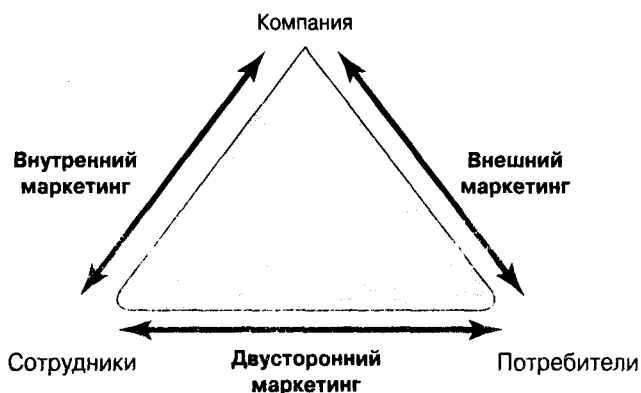 Компания
Внутренний
маркетинг
Внешний
маркетинг
Сотрудники
Двусторонний
маркетинг
Потребители